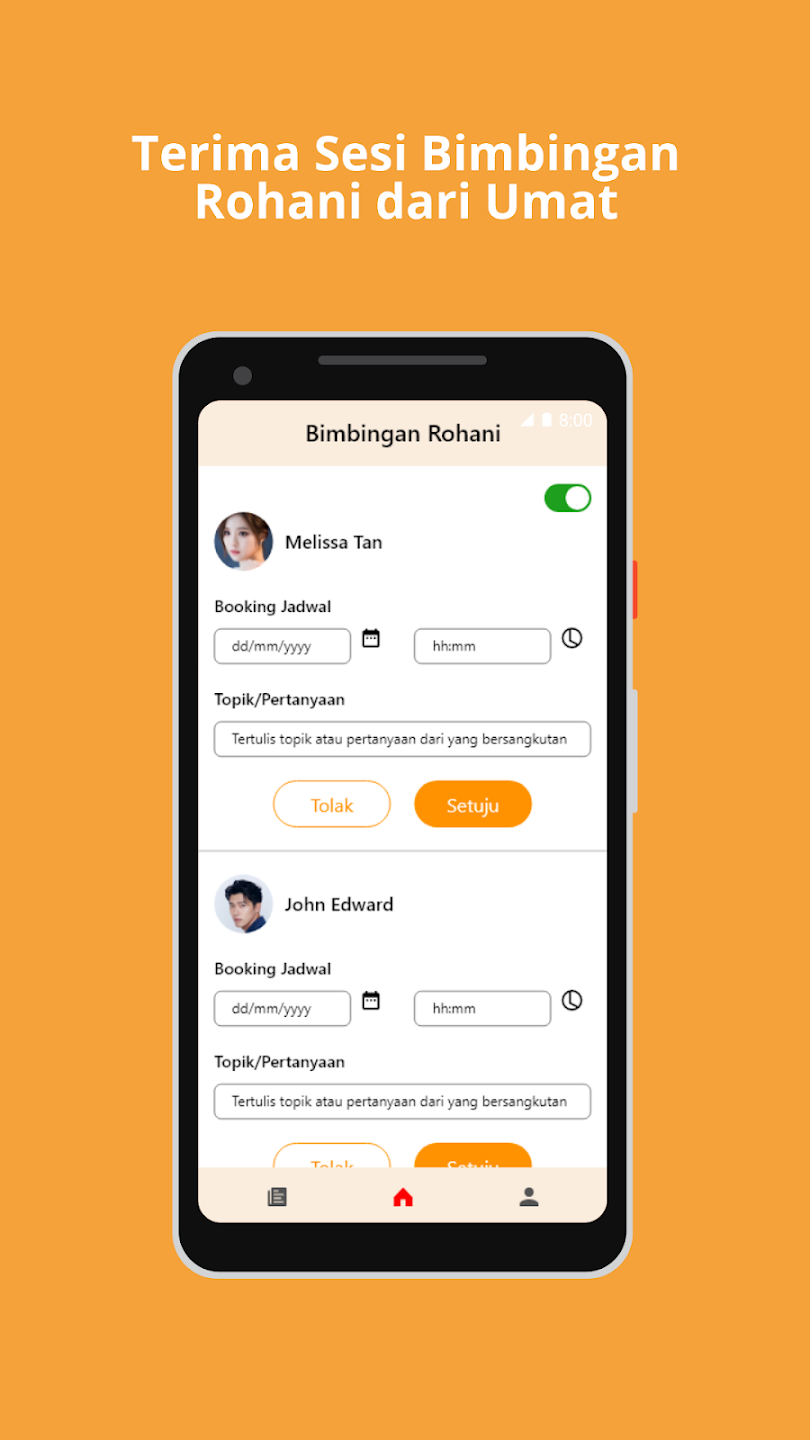 Terima Sesi Bimbingan
Rohani dari Umat
8:00
Bimbingan Rohani
Melissa Tan
Booking Jadwal
dd/mm/yyyy
hh:mm
Topik/Pertanyaan
Tertulis topik atau pertanyaan dari yang bersangkutan
Tolak
Setuju
John Edward
Booking Jadwal
dd/mm/yyyy
hh:mm
Topik/Pertanyaan
Tertulis topik atau pertanyaan dari yang bersangkutan
Tolak
Setuju